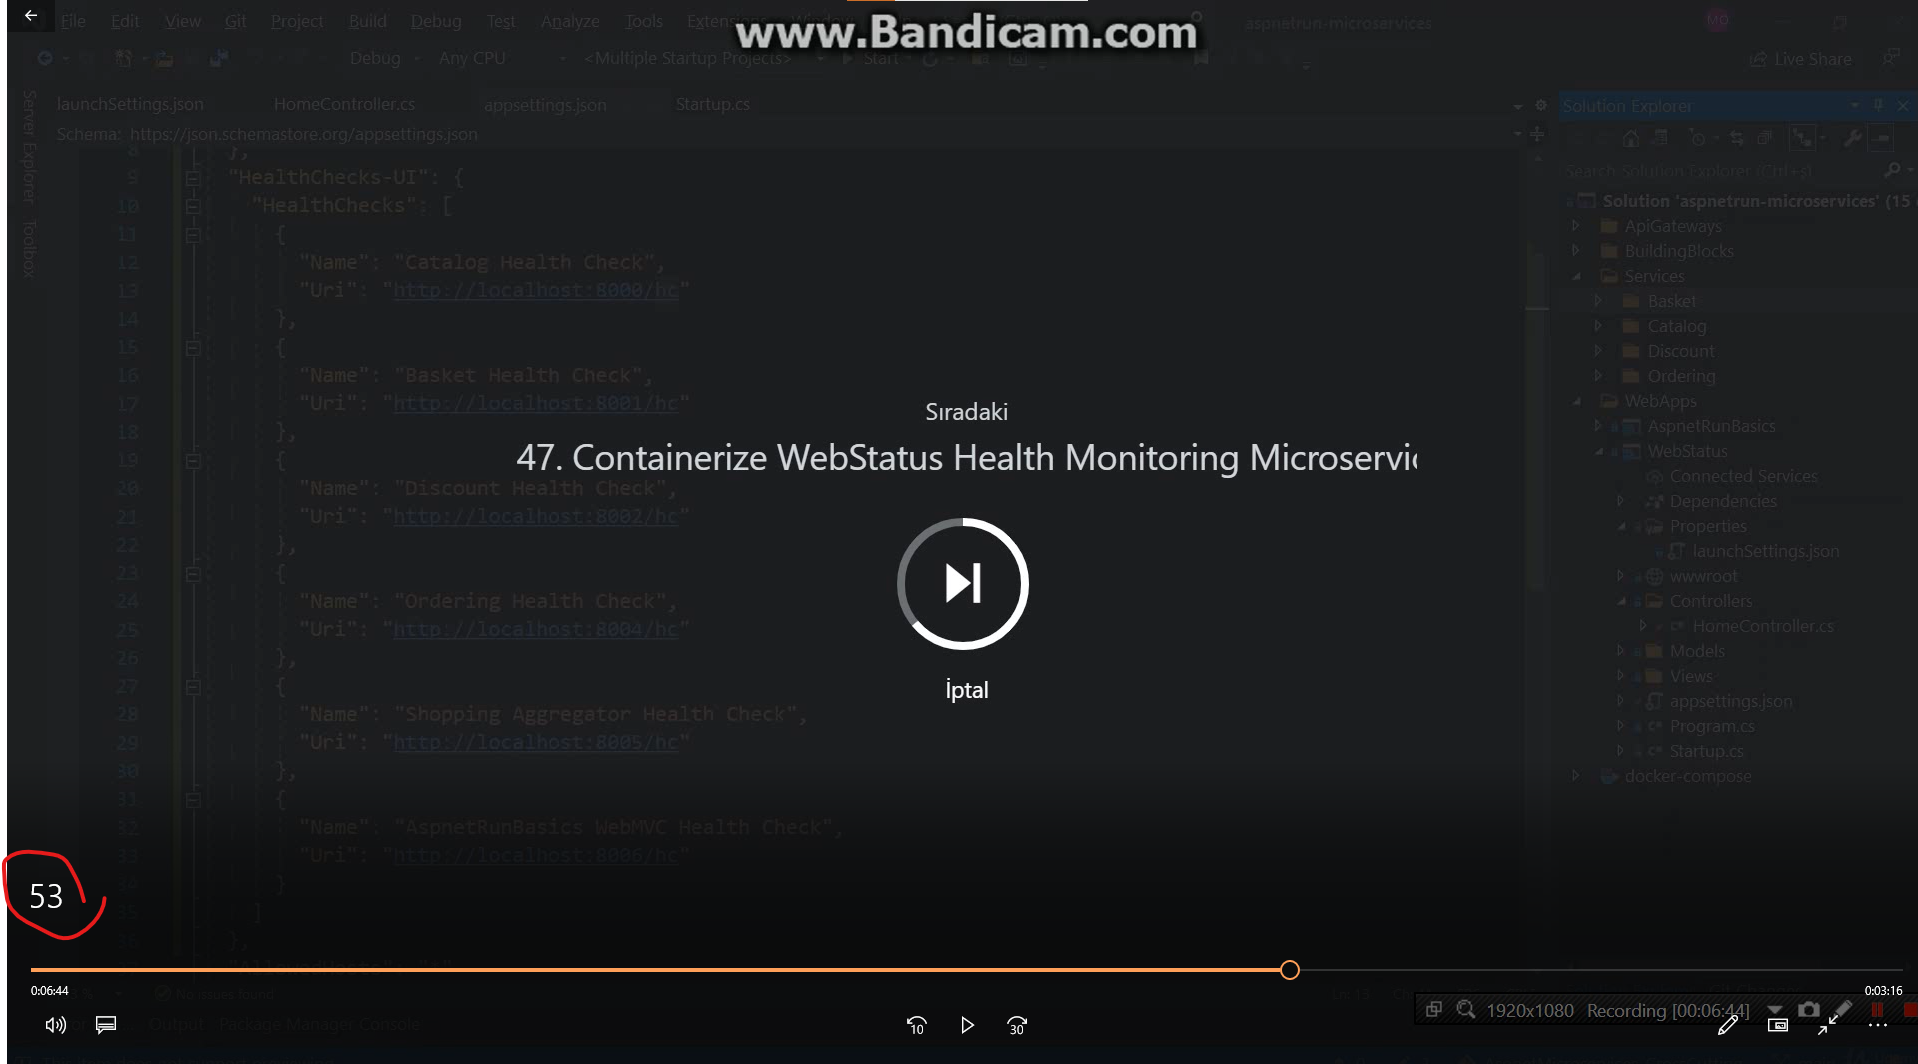 File Edit View Git Project Build Debug Test Analyze Tools Extensions
www.Bandicam.com
aspnetrun-microservices
MO
Debug Any CPU <Multiple Startup Projects> Start
Live Share
launchSettings.json HomeController.cs appsettings.json Startup.cs
Schema: https://json.schemastore.org/appsettings.json
Server Explorer
Toolbox
8 },
9 "HealthChecks-UI": {
10 "HealthChecks": [
11 {
12 "Name": "Catalog Health Check",
13 "Uri": "http://localhost:8000/hc"
14 },
15 {
16 "Name": "Basket Health Check",
17 "Uri": "http://localhost:8001/hc"
18 },
19 {
20 "Name": "Discount Health Check",
21 "Uri": "http://localhost:8002/hc"
22 },
23 {
24 "Name": "Ordering Health Check",
25 "Uri": "http://localhost:8004/hc"
26 },
27 {
28 "Name": "Shopping Aggregator Health Check",
29 "Uri": "http://localhost:8005/hc"
30 },
31 {
32 "Name": "AspnetRunBasics WebMVC Health Check",
33 "Uri": "http://localhost:8006/hc"
34 }
35 ]
36 },
"AllowedHosts": "*"
Sıradaki
47. Containerize WebStatus Health Monitoring Microservic
İptal
Solution Explorer
Search Solution Explorer (Ctrl+ş)
Solution 'aspnetrun-microservices' (15
ApiGateways
BuildingBlocks
Services
Basket
Catalog
Discount
Ordering
WebApps
AspnetRunBasics
WebStatus
Connected Services
Dependencies
Properties
launchSettings.json
wwwroot
Controllers
HomeController.cs
Models
Views
appsettings.json
Program.cs
Startup.cs
docker-compose
53
0:06:44
No issues found
0:03:16
Output Package Manager Console
10
30
1920x1080 Recording [00:06:44]